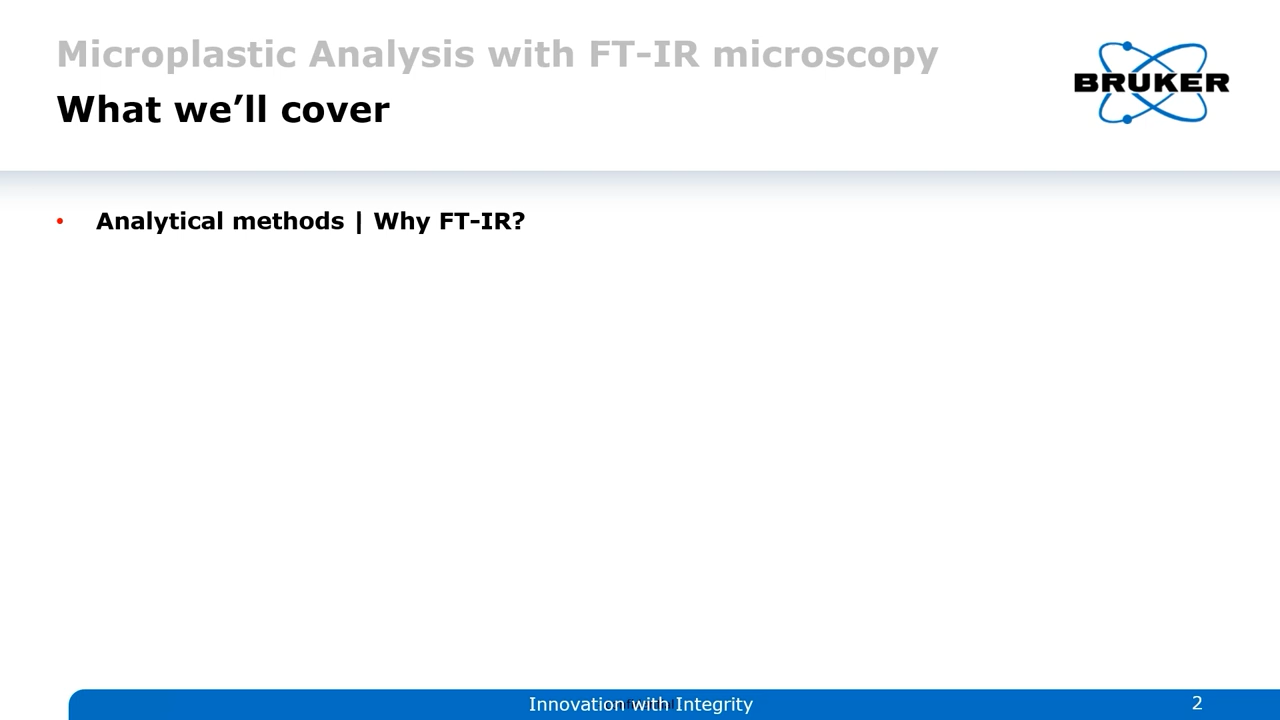 Microplastic Analysis with FT-IR microscopy
What we’ll cover
BRUKER
• Analytical methods | Why FT-IR?
Innovation with Integrity
2